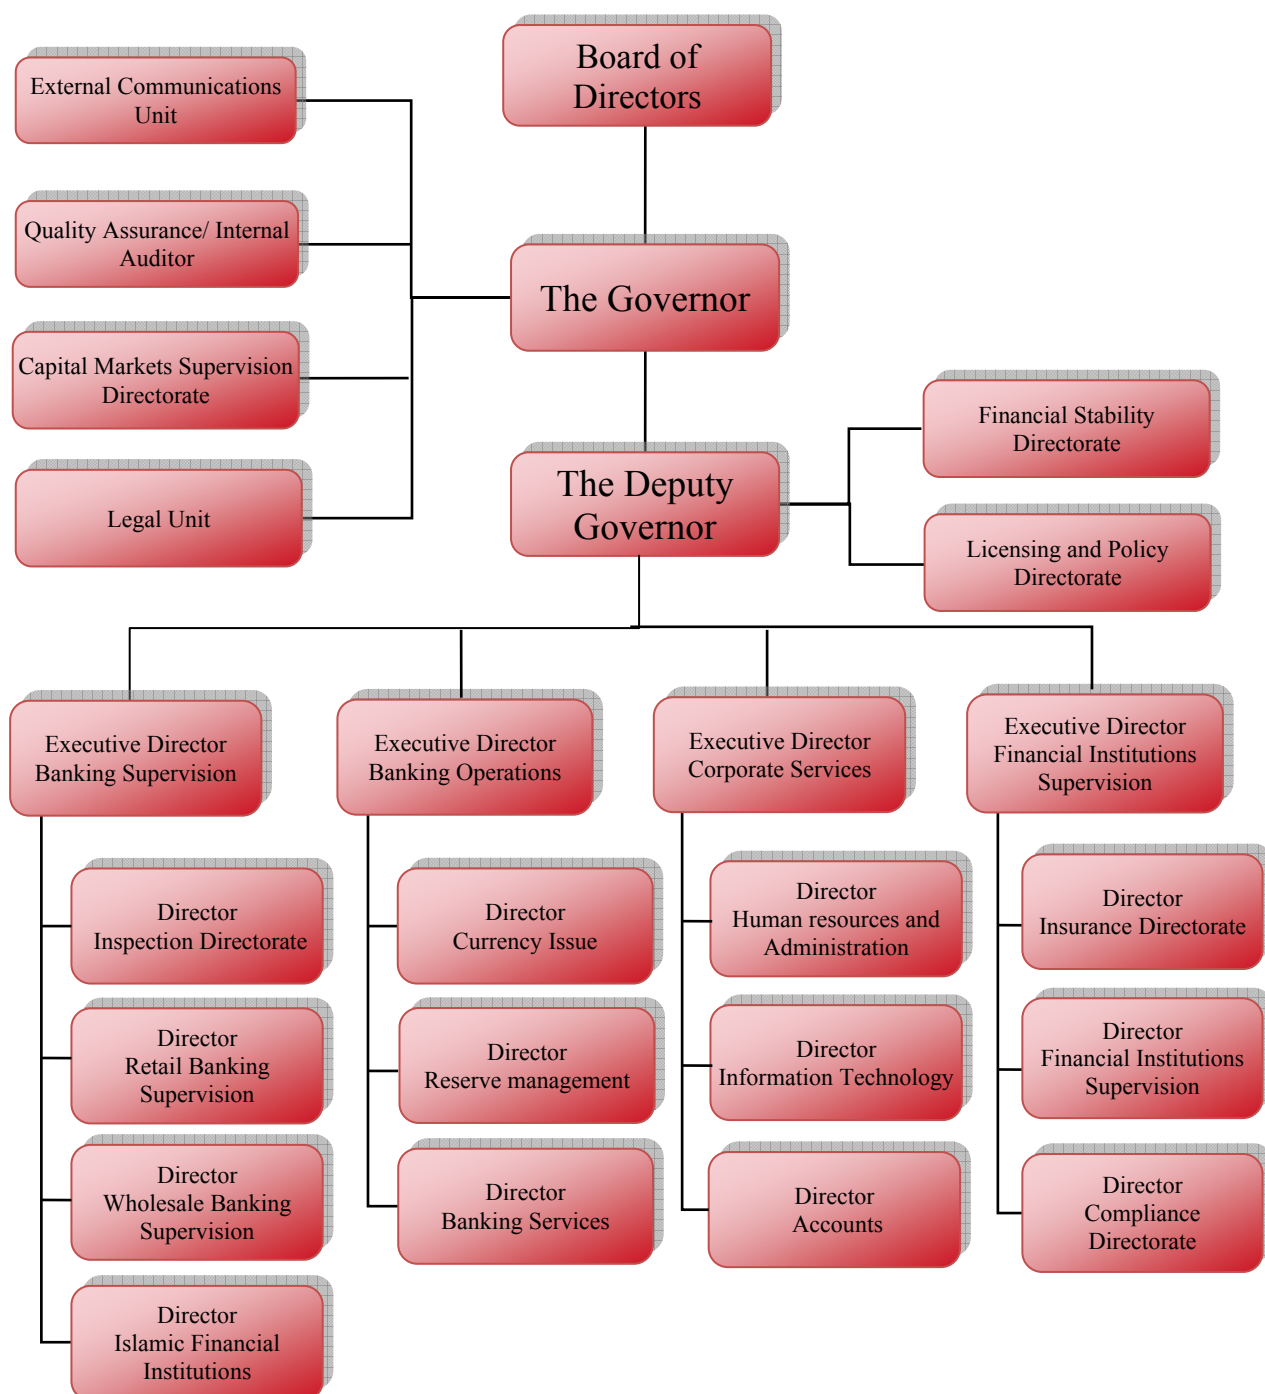 Board of
Directors
External Communications
Unit
Quality Assurance/ Internal
Auditor
The Governor
Capital Markets Supervision
Directorate
Financial Stability
Directorate
The Deputy
Governor
Legal Unit
Licensing and Policy
Directorate
Executive Director
Banking Supervision
Executive Director
Banking Operations
Executive Director
Corporate Services
Executive Director
Financial Institutions
Supervision
Director
Inspection Directorate
Director
Currency Issue
Director
Human resources and
Administration
Director
Insurance Directorate
Director
Retail Banking
Supervision
Director
Reserve management
Director
Information Technology
Director
Financial Institutions
Supervision
Director
Wholesale Banking
Supervision
Director
Banking Services
Director
Accounts
Director
Compliance
Directorate
Director
Islamic Financial
Institutions